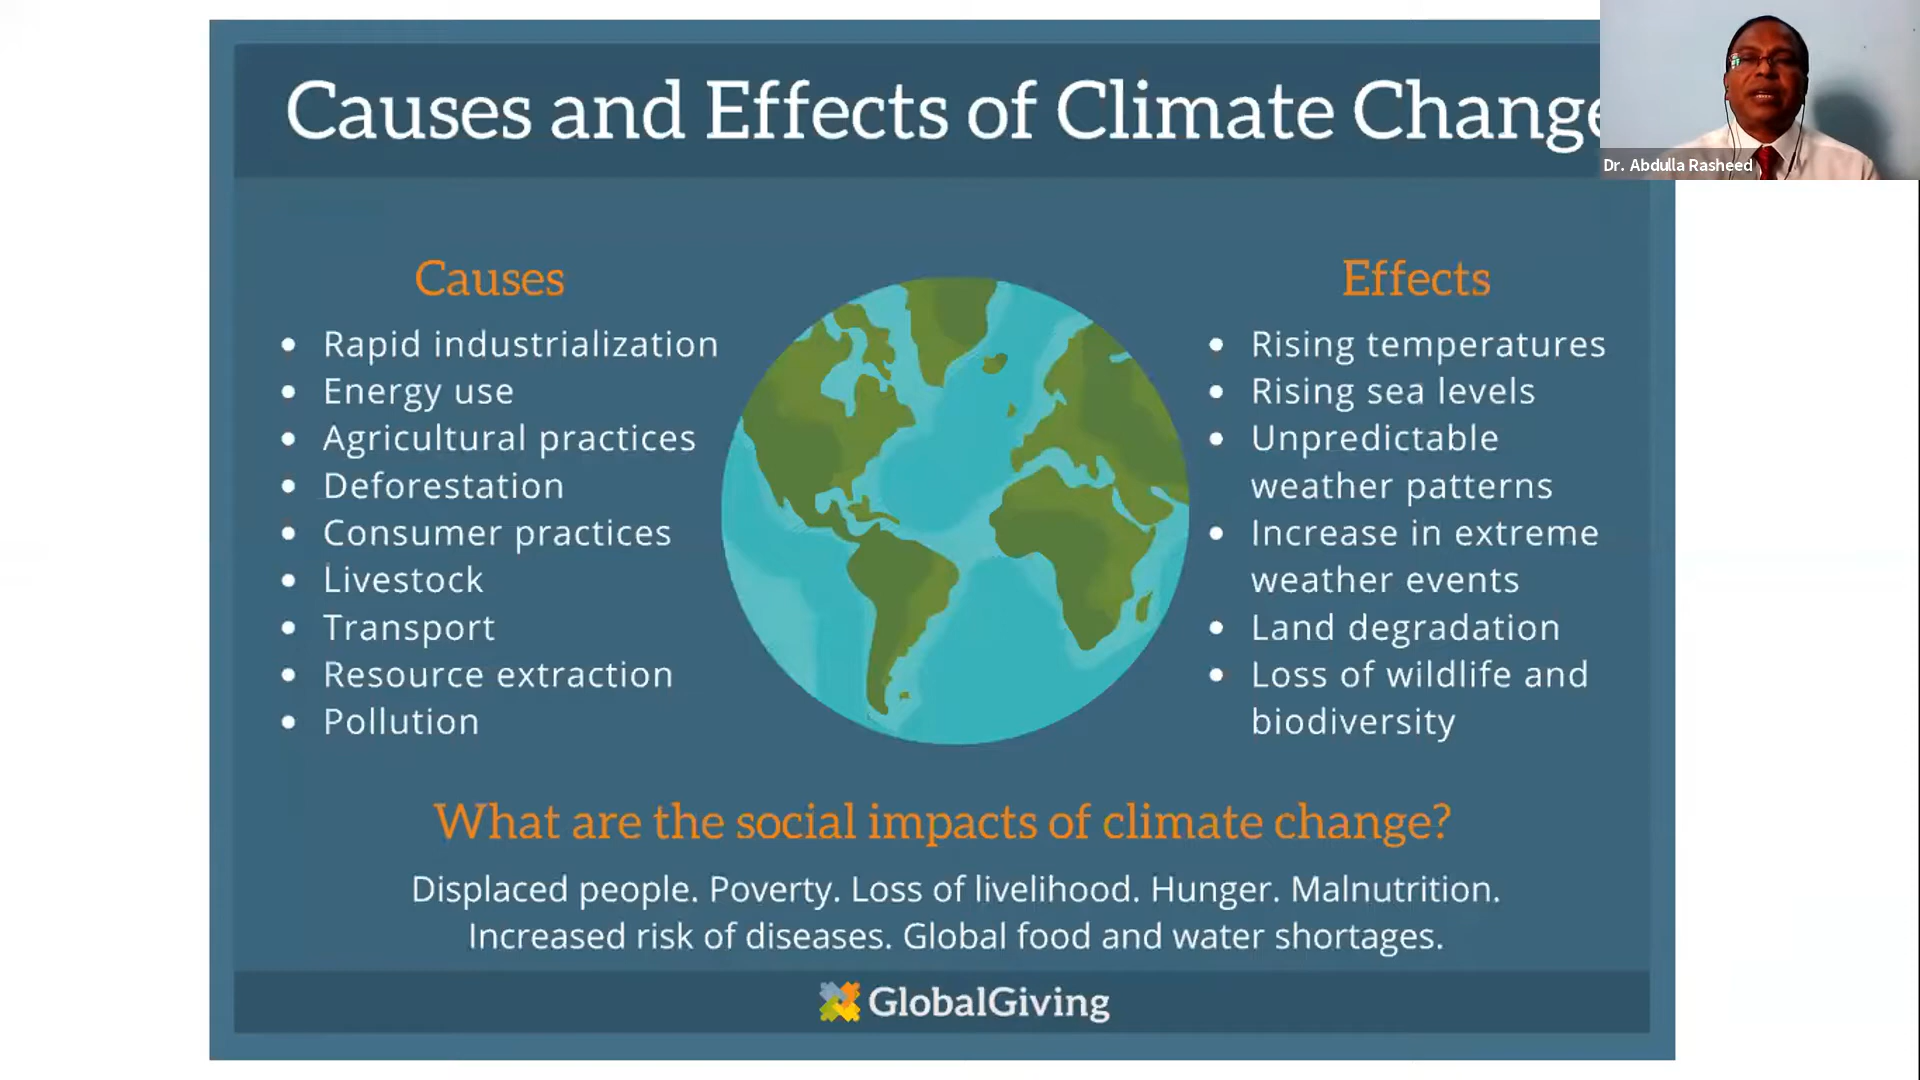 Causes and Effects of Climate Change
Dr. Abdulla Rasheed
Causes
Rapid industrialization
Energy use
Agricultural practices
Deforestation
Consumer practices
Livestock
Transport
Resource extraction
Pollution
Effects
Rising temperatures
Rising sea levels
Unpredictable
weather patterns
Increase in extreme
weather events
Land degradation
Loss of wildlife and
biodiversity
What are the social impacts of climate change?
Displaced people. Poverty. Loss of livelihood. Hunger. Malnutrition.
Increased risk of diseases. Global food and water shortages.
GlobalGiving